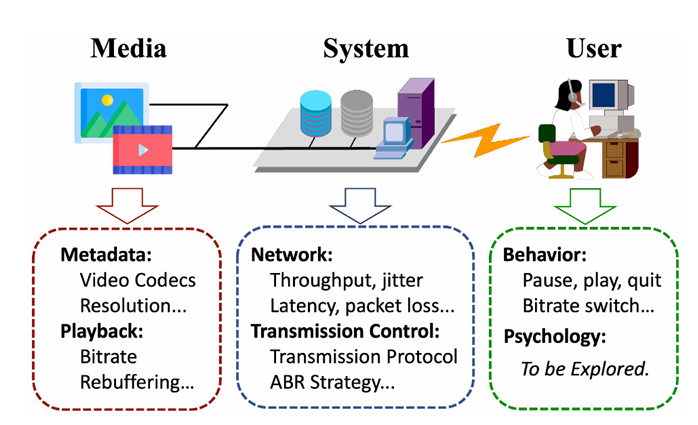 Media
System
User
Metadata:
Video Codecs
Resolution...
Playback:
Bitrate
Rebuffering...
Network:
Throughput, jitter
Latency, packet loss...
Transmission Control:
Transmission Protocol
ABR Strategy...
Behavior:
Pause, play, quit
Bitrate switch...
Psychology:
To be Explored.